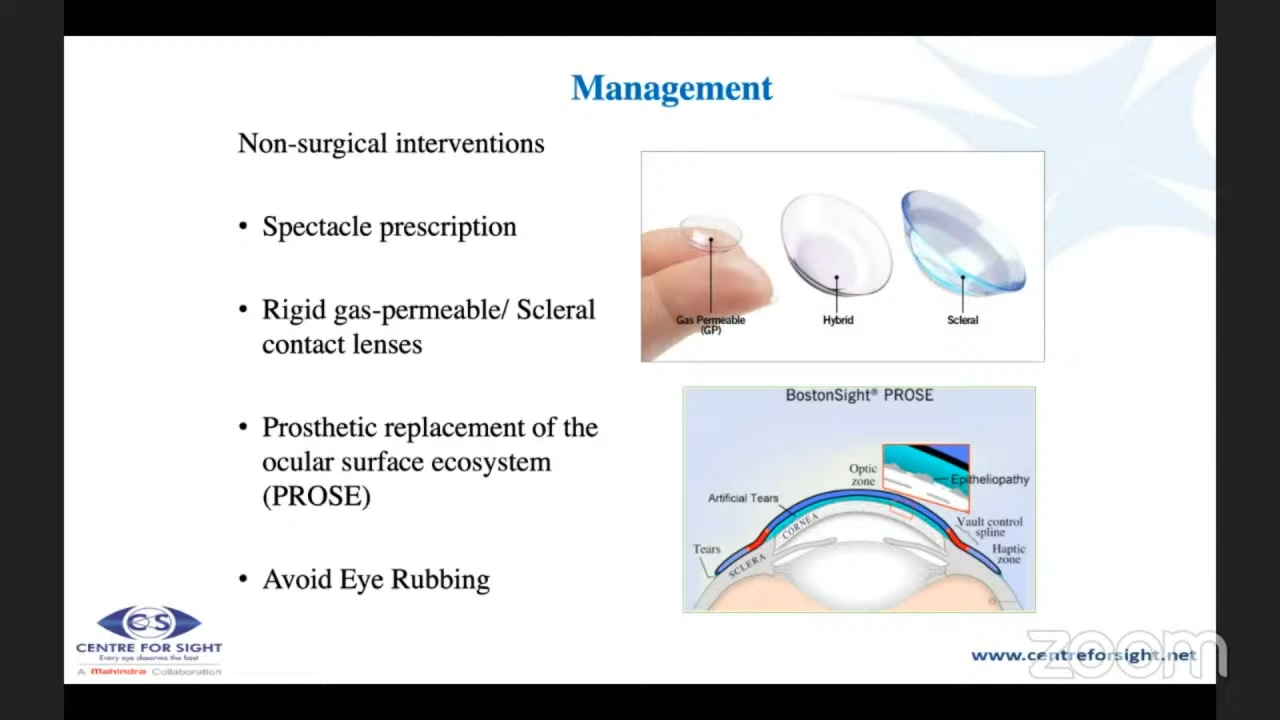 Management
Non-surgical interventions
• Spectacle prescription
• Rigid gas-permeable/ Scleral
contact lenses
• Prosthetic replacement of the
ocular surface ecosystem
(PROSE)
• Avoid Eye Rubbing
Gas Permeable
(GP)
Hybrid
Scleral
BostonSight® PROSE
Optic
zone
Epitheliopathy
Artificial Tears
CORNEA
Vault control
spline
Tears
SCLERA
Haptic
zone
CS
CENTRE FOR SIGHT
Every eye deserves the best
A Mahindra Collaboration
www.centreforsight.net
zoom